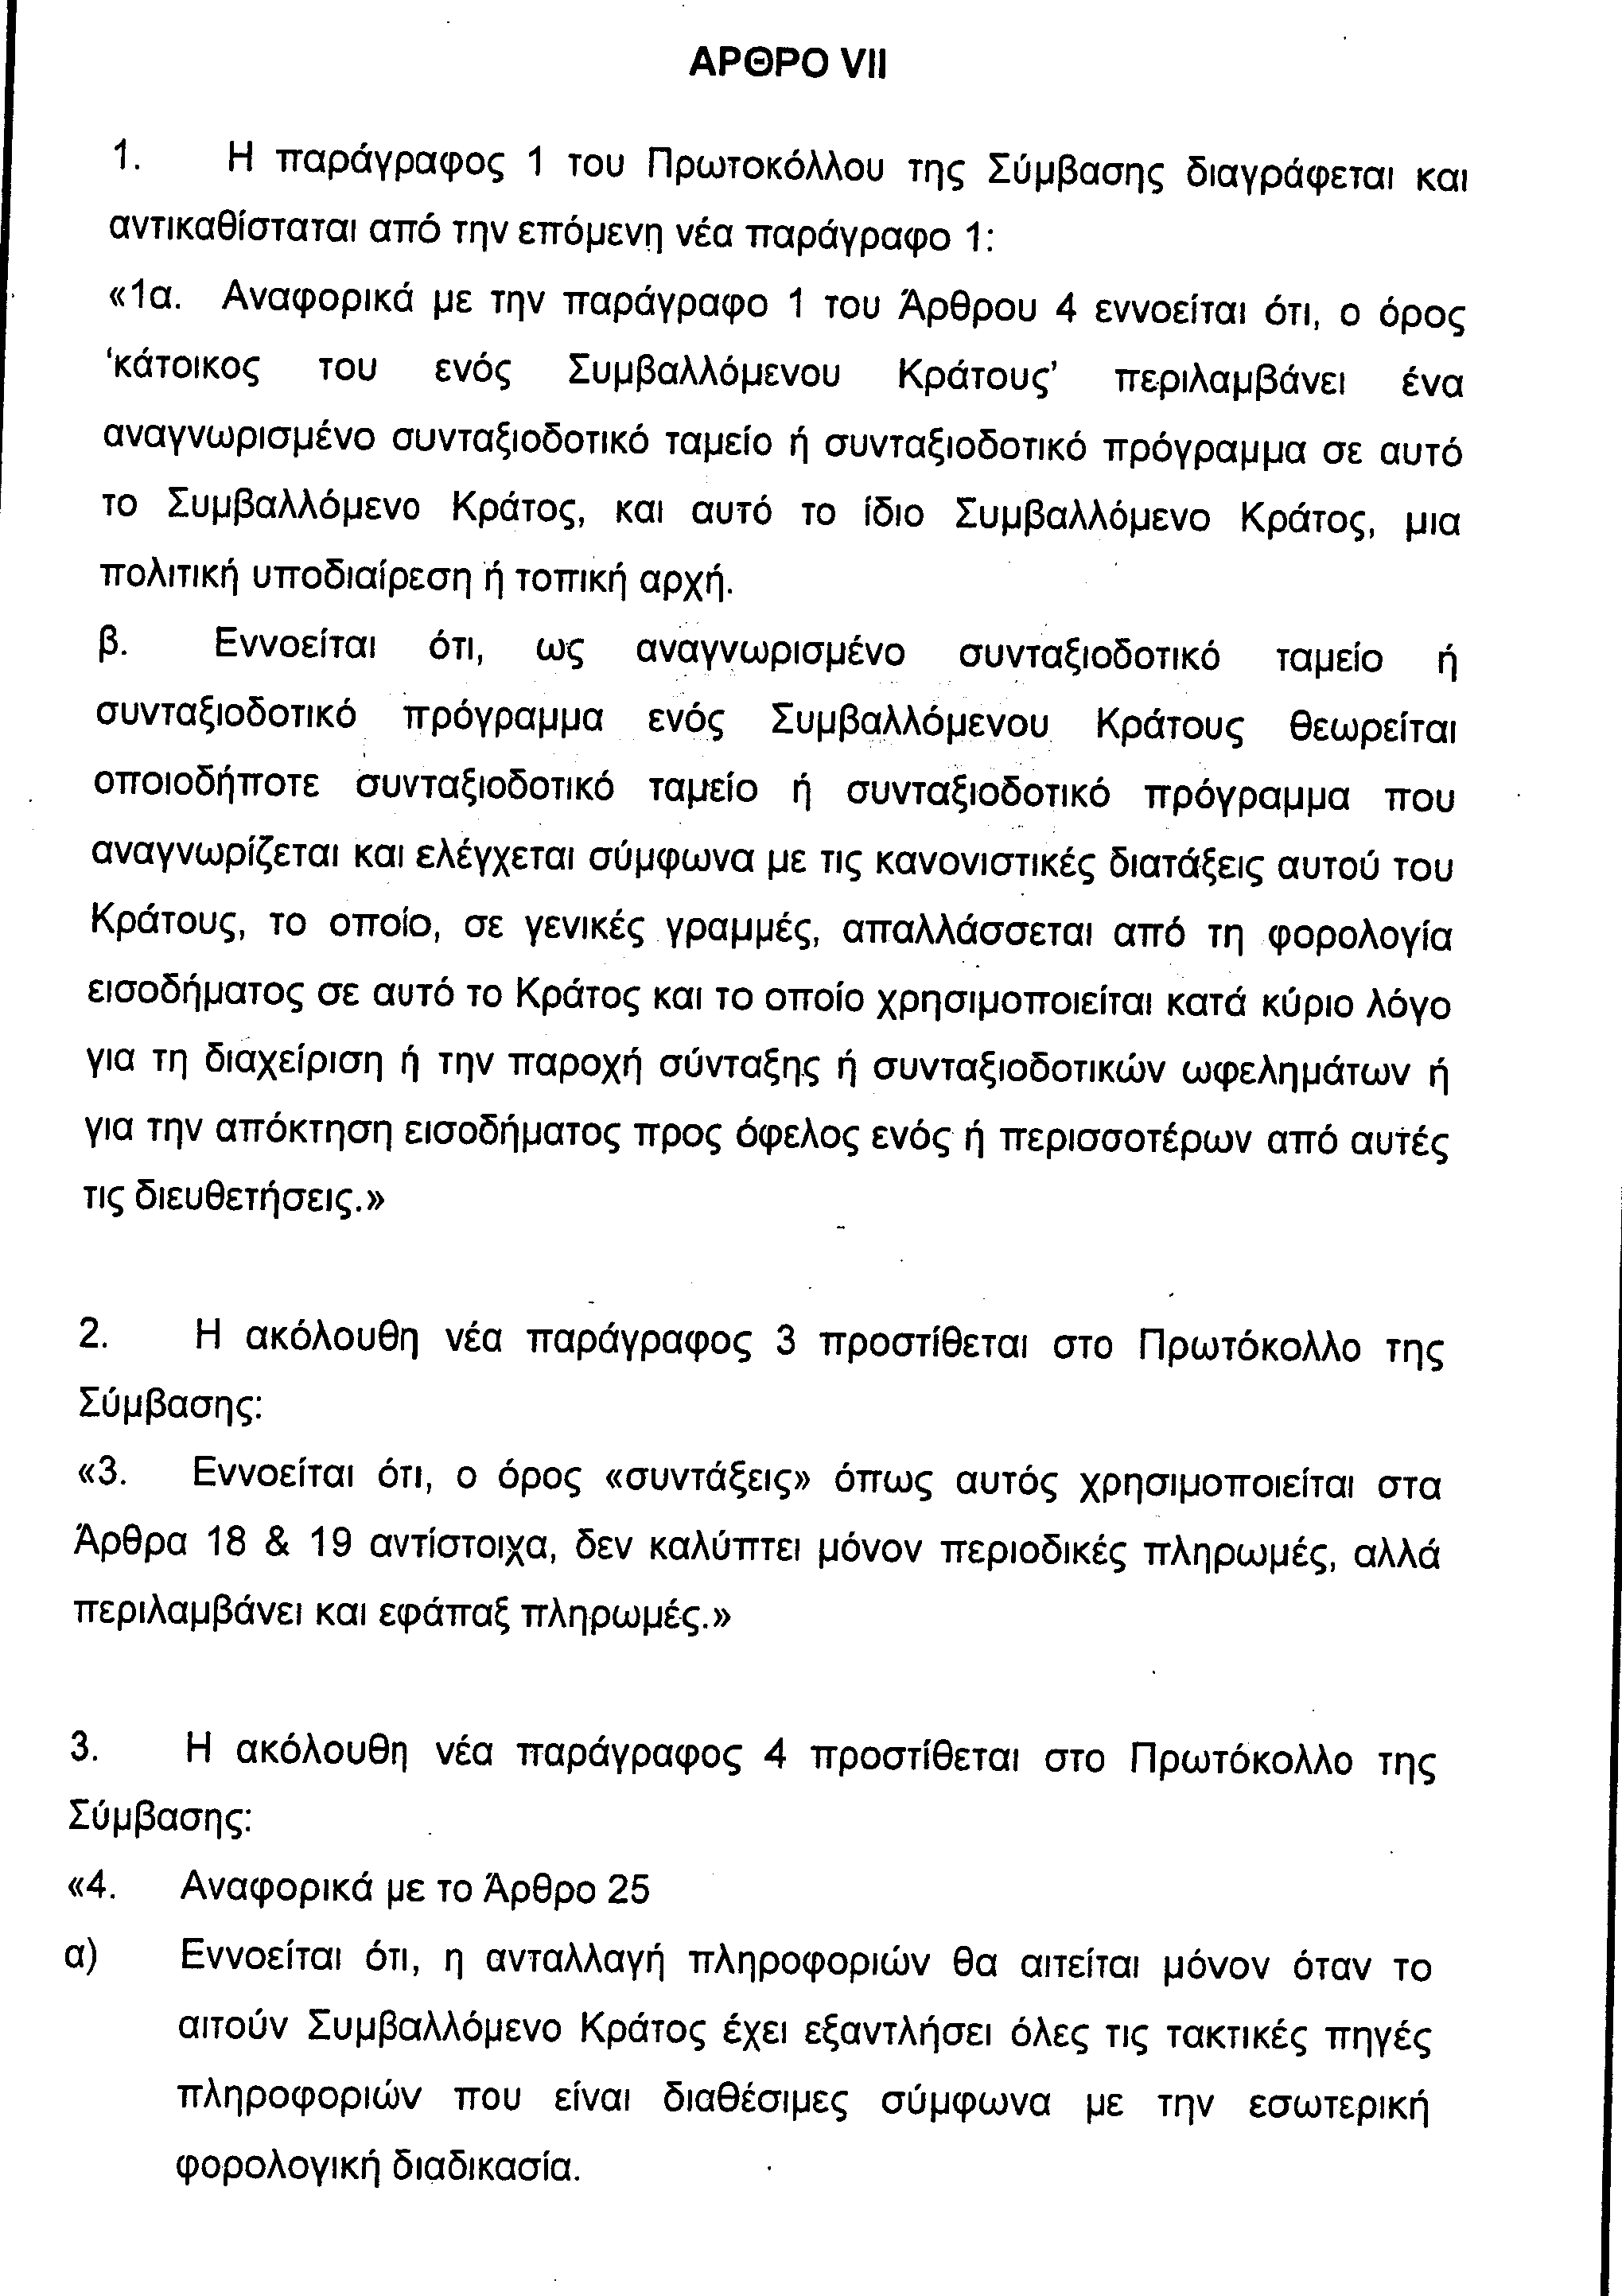 ΑΡΘΡΟ VII
1. Η παράγραφος 1 του Πρωτοκόλλου της Σύμβασης διαγράφεται και
αντικαθίσταται από την επόμενη νέα παράγραφο 1:
«1α. Αναφορικά με την παράγραφο 1 του Άρθρου 4 εννοείται ότι, ο όρος
‘κάτοικος του ενός Συμβαλλόμενου Κράτους’ περιλαμβάνει ένα
αναγνωρισμένο συνταξιοδοτικό ταμείο ή συνταξιοδοτικό πρόγραμμα σε αυτό
το Συμβαλλόμενο Κράτος, και αυτό το ίδιο Συμβαλλόμενο Κράτος, μια
πολιτική υποδιαίρεση ή τοπική αρχή.
β. Εννοείται ότι, ως αναγνωρισμένο συνταξιοδοτικό ταμείο ή
συνταξιοδοτικό πρόγραμμα ενός Συμβαλλόμενου Κράτους θεωρείται
οποιοδήποτε συνταξιοδοτικό ταμείο ή συνταξιοδοτικό πρόγραμμα που
αναγνωρίζεται και ελέγχεται σύμφωνα με τις κανονιστικές διατάξεις αυτού του
Κράτους, το οποίο, σε γενικές γραμμές, απαλλάσσεται από τη φορολογία
εισοδήματος σε αυτό το Κράτος και το οποίο χρησιμοποιείται κατά κύριο λόγο
για τη διαχείριση ή την παροχή σύνταξης ή συνταξιοδοτικών ωφελημάτων ή
για την απόκτηση εισοδήματος προς όφελος ενός ή περισσοτέρων από αυτές
τις διευθετήσεις.»
2. Η ακόλουθη νέα παράγραφος 3 προστίθεται στο Πρωτόκολλο της
Σύμβασης:
«3. Εννοείται ότι, ο όρος «συντάξεις» όπως αυτός χρησιμοποιείται στα
Άρθρα 18 & 19 αντίστοιχα, δεν καλύπτει μόνον περιοδικές πληρωμές, αλλά
περιλαμβάνει και εφάπαξ πληρωμές.»
3. Η ακόλουθη νέα παράγραφος 4 προστίθεται στο Πρωτόκολλο της
Σύμβασης:
«4. Αναφορικά με το Άρθρο 25
α) Εννοείται ότι, η ανταλλαγή πληροφοριών θα αιτείται μόνον όταν το
αιτούν Συμβαλλόμενο Κράτος έχει εξαντλήσει όλες τις τακτικές πηγές
πληροφοριών που είναι διαθέσιμες σύμφωνα με την εσωτερική
φορολογική διαδικασία.